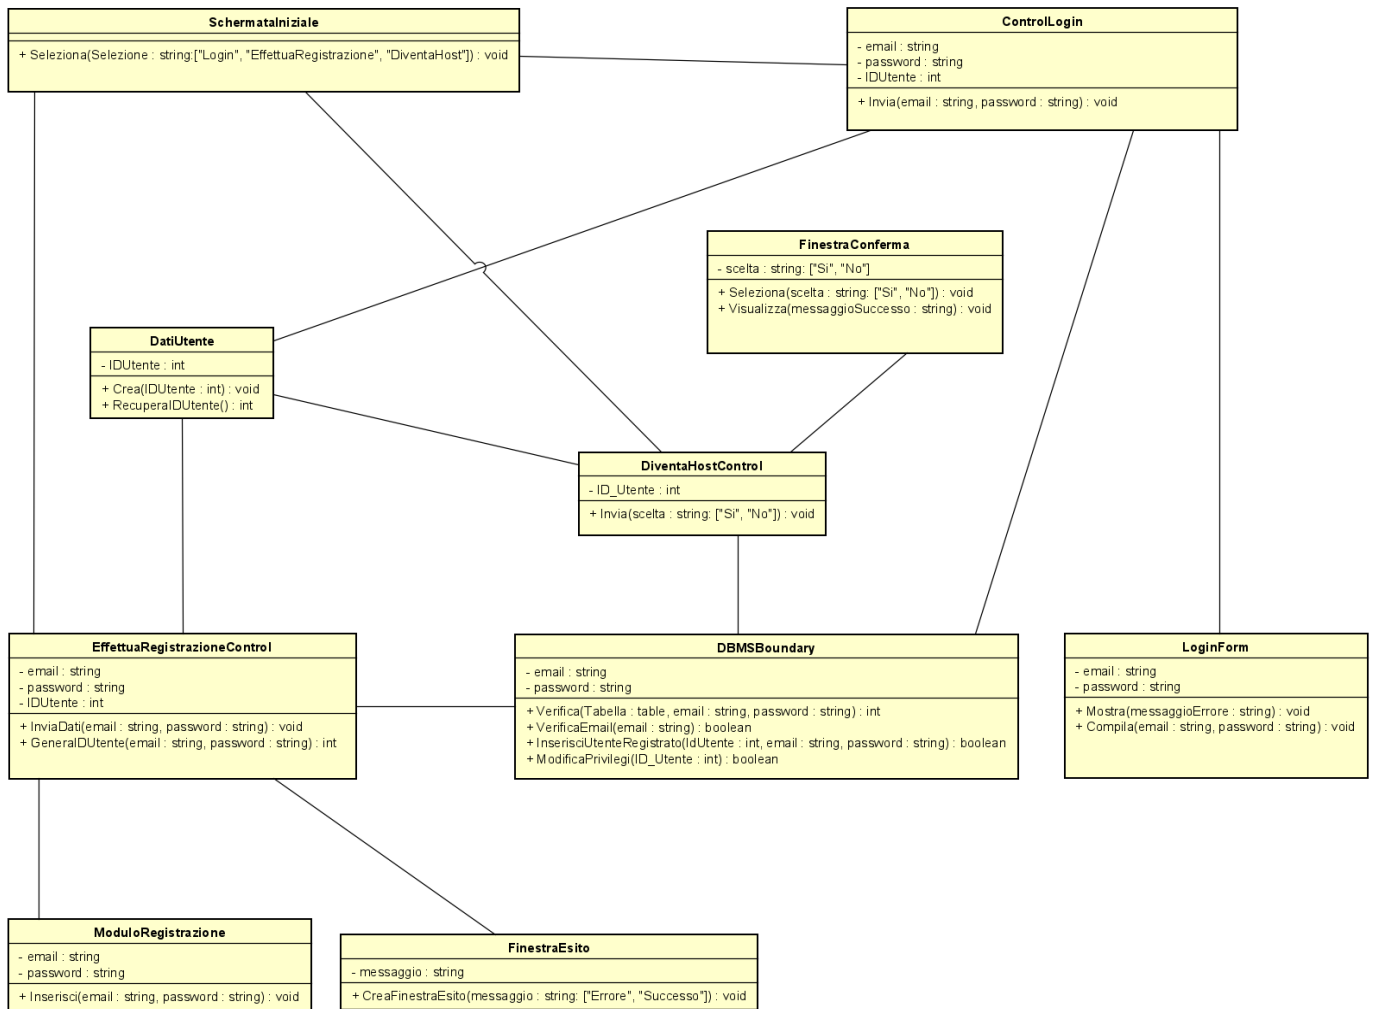 SchermataIniziale
+ Seleziona(Selezione : string:["Login", "EffettuaRegistrazione", "DiventaHost"]) : void
ControlLogin
- email : string
- password : string
- IDUtente : int
+ Invia(email : string, password : string) : void
FinestraConferma
- scelta : string: ["Si", "No"]
+ Seleziona(scelta : string: ["Si", "No"]) : void
+ Visualizza(messaggioSuccesso : string) : void
DatiUtente
- IDUtente : int
+ Crea(IDUtente : int) : void
+ RecuperaIDUtente() : int
DiventaHostControl
- ID_Utente : int
+ Invia(scelta : string: ["Si", "No"]) : void
EffettuaRegistrazioneControl
- email : string
- password : string
- IDUtente : int
+ InviaDati(email : string, password : string) : void
+ GeneraIDUtente(email : string, password : string) : int
DBMSBoundary
- email : string
- password : string
+ Verifica(Tabella : table, email : string, password : string) : int
+ VerificaEmail(email : string) : boolean
+ InserisciUtenteRegistrato(IdUtente : int, email : string, password : string) : boolean
+ ModificaPrivilegi(ID_Utente : int) : boolean
LoginForm
- email : string
- password : string
+ Mostra(messaggioErrore : string) : void
+ Compila(email : string, password : string) : void
ModuloRegistrazione
- email : string
- password : string
+ Inserisci(email : string, password : string) : void
FinestraEsito
- messaggio : string
+ CreaFinestraEsito(messaggio : string: ["Errore", "Successo"]) : void